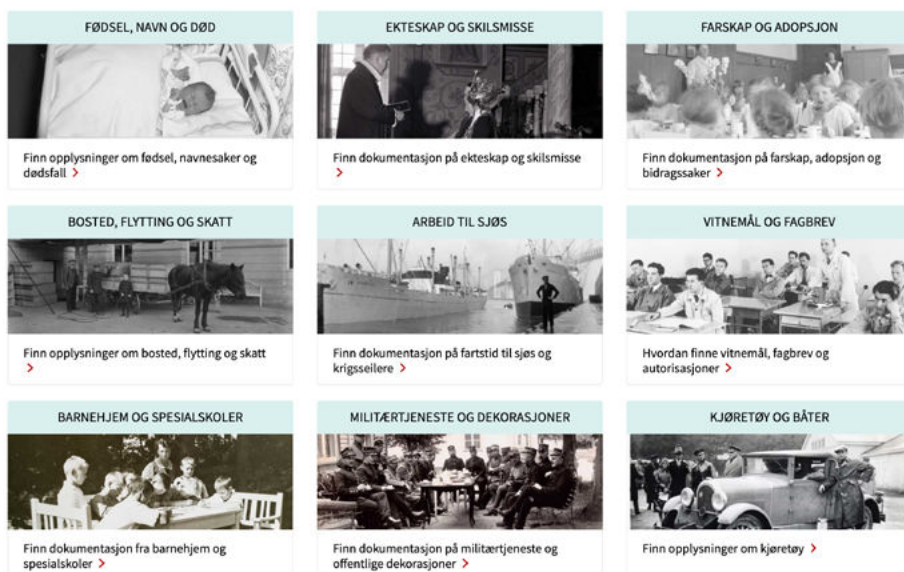 FØDSEL, NAVN OG DØD
Finn opplysninger om fødsel, navnesaker og
dødsfall >
EKTESKAP OG SKILSMISSE
Finn dokumentasjon på ekteskap og skilsmisse
>
FARSKAP OG ADOPSJON
Finn dokumentasjon på farskap, adopsjon og
bidragssaker >
BOSTED, FLYTTING OG SKATT
Finn opplysninger om bosted, flytting og skatt
>
ARBEID TIL SJØS
Finn dokumentasjon på fartstid til sjøs og
krigsseilere >
VITNEMÅL OG FAGBREV
Hvordan finne vitnemål, fagbrev og
autorisasjoner >
BARNEHJEM OG SPESIALSKOLER
Finn dokumentasjon fra barnehjem og
spesialskoler >
MILITÆRTJENESTE OG DEKORASJONER
Finn dokumentasjon på militærtjeneste og
offentlige dekorasjoner >
KJØRETØY OG BÅTER
Finn opplysninger om kjøretøy >